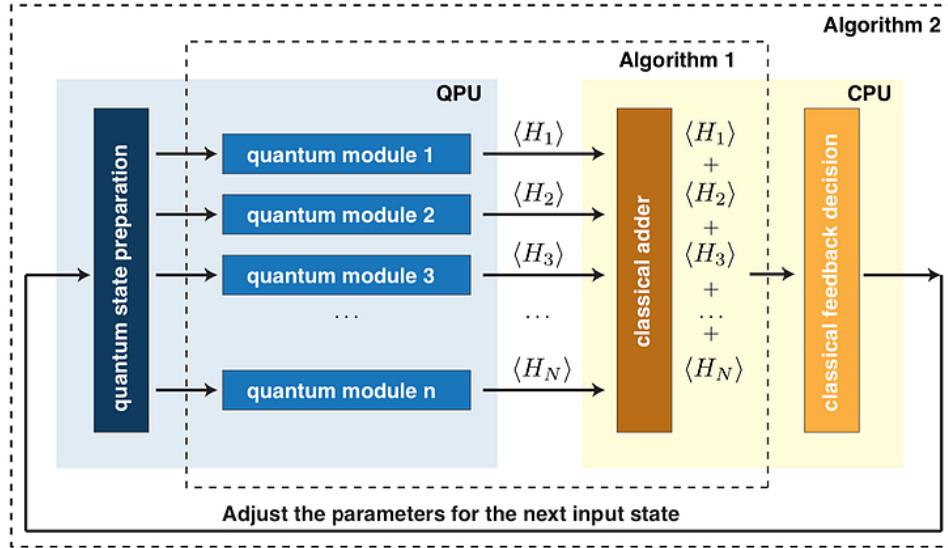 Algorithm 2
Algorithm 1
QPU
CPU
quantum state preparation
quantum module 1
⟨H₁⟩
quantum module 2
⟨H₂⟩
quantum module 3
⟨H₃⟩
...
...
quantum module n
⟨H_N⟩
classical adder
⟨H₁⟩
+
⟨H₂⟩
+
⟨H₃⟩
+
...
+
⟨H_N⟩
classical feedback decision
Adjust the parameters for the next input state